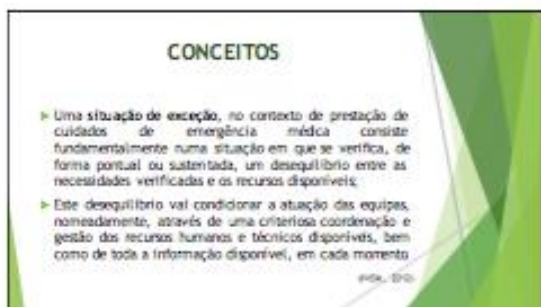 CONCEITOS
Uma situação de exceção, no contexto de prestação de
cuidados de emergência médica consiste
fundamentalmente numa situação em que se verifica, de
forma pontual ou sustentada, um desequilíbrio entre as
necessidades verificadas e os recursos disponíveis;
Este desequilíbrio vai condicionar a atuação das equipas,
nomeadamente, através de uma criteriosa coordenação e
gestão dos recursos humanos e técnicos disponíveis, bem
como de toda a informação disponível, em cada momento